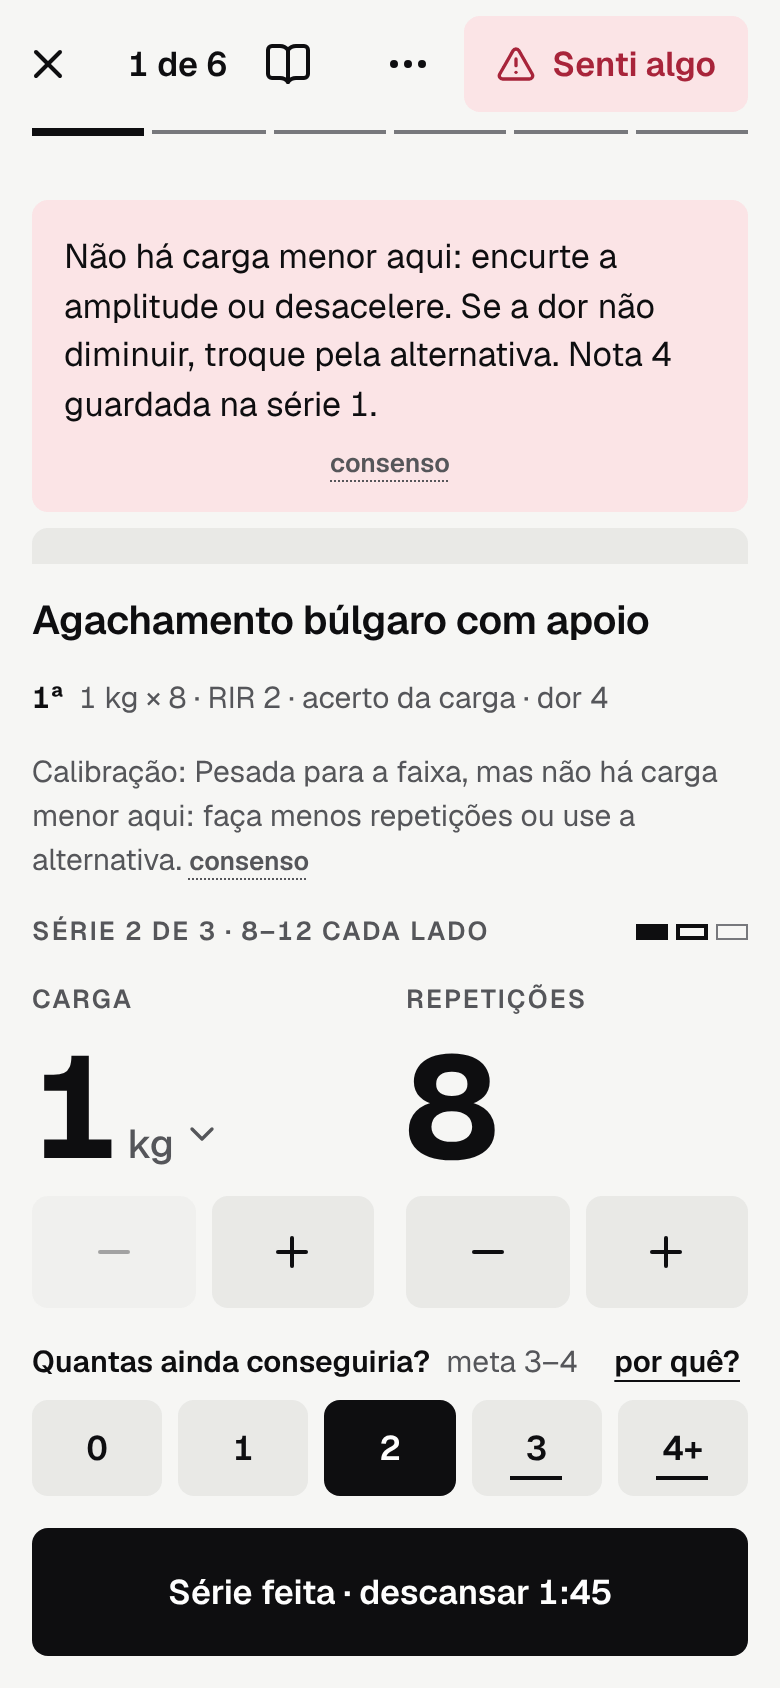 1 de 6
Senti algo
Não há carga menor aqui: encurte a
amplitude ou desacelere. Se a dor não
diminuir, troque pela alternativa. Nota 4
guardada na série 1.
consenso
Agachamento búlgaro com apoio
1ª 1 kg × 8 · RIR 2 · acerto da carga · dor 4
Calibração: Pesada para a faixa, mas não há carga
menor aqui: faça menos repetições ou use a
alternativa. consenso
SÉRIE 2 DE 3 · 8–12 CADA LADO
CARGA
REPETIÇÕES
1 kg
8
Quantas ainda conseguiria? meta 3–4 por quê?
0
1
2
3
4+
Série feita · descansar 1:45